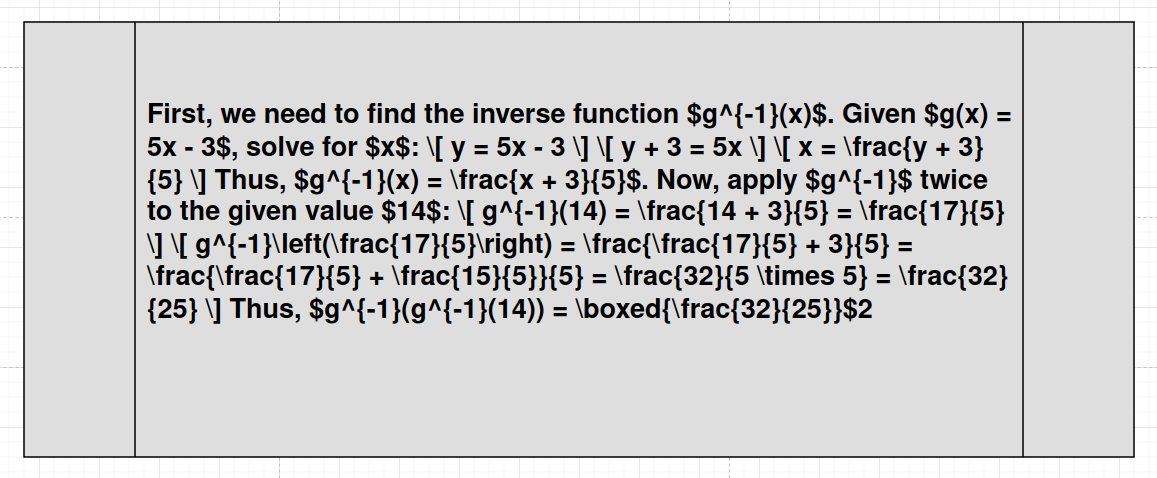 First, we need to find the inverse function $g^{-1}(x)$. Given $g(x) =
5x - 3$, solve for $x$: \[ y = 5x - 3 \] \[ y + 3 = 5x \] \[ x = \frac{y + 3}
{5} \] Thus, $g^{-1}(x) = \frac{x + 3}{5}$. Now, apply $g^{-1}$ twice
to the given value $14$: \[ g^{-1}(14) = \frac{14 + 3}{5} = \frac{17}{5}
\] \[ g^{-1}\left(\frac{17}{5}\right) = \frac{\frac{17}{5} + 3}{5} =
\frac{\frac{17}{5} + \frac{15}{5}}{5} = \frac{32}{5 \times 5} = \frac{32}
{25} \] Thus, $g^{-1}(g^{-1}(14)) = \boxed{\frac{32}{25}}$2